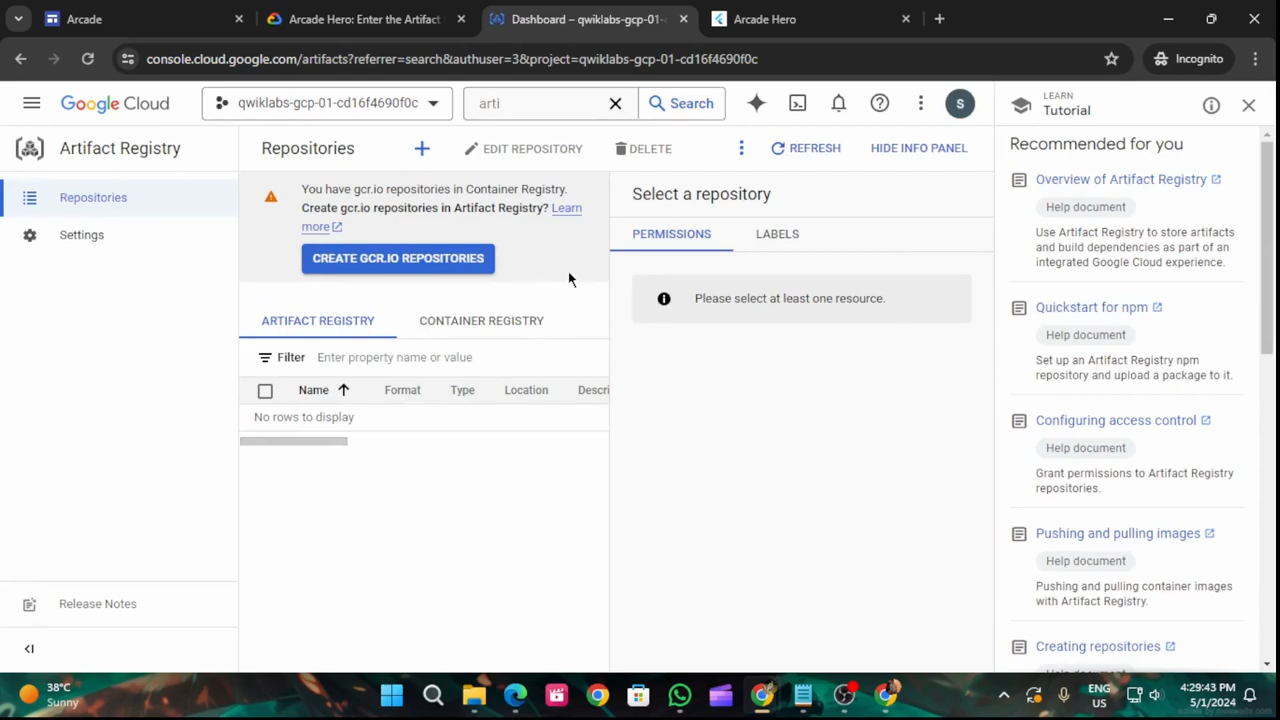 Arcade
Arcade Hero: Enter the Artifact
Dashboard – qwiklabs-gcp-01-
Arcade Hero
console.cloud.google.com/artifacts?referrer=search&authuser=3&project=qwiklabs-gcp-01-cd16f4690f0c
Incognito
Google Cloud
qwiklabs-gcp-01-cd16f4690f0c
arti
Search
S
LEARN
Tutorial
Artifact Registry
Repositories
EDIT REPOSITORY
DELETE
REFRESH
HIDE INFO PANEL
Repositories
Settings
Release Notes
You have gcr.io repositories in Container Registry.
Create gcr.io repositories in Artifact Registry? Learn
more
CREATE GCR.IO REPOSITORIES
ARTIFACT REGISTRY
CONTAINER REGISTRY
Filter Enter property name or value
Name Format Type Location Descri
No rows to display
Select a repository
PERMISSIONS
LABELS
Please select at least one resource.
Recommended for you
Overview of Artifact Registry
Help document
Use Artifact Registry to store artifacts
and build dependencies as part of an
integrated Google Cloud experience.
Quickstart for npm
Help document
Set up an Artifact Registry npm
repository and upload a package to it.
Configuring access control
Help document
Grant permissions to Artifact Registry
repositories.
Pushing and pulling images
Help document
Pushing and pulling container images
with Artifact Registry.
Creating repositories
Help document
38°C
Sunny
ENG
US
4:29:43 PM
5/1/2024